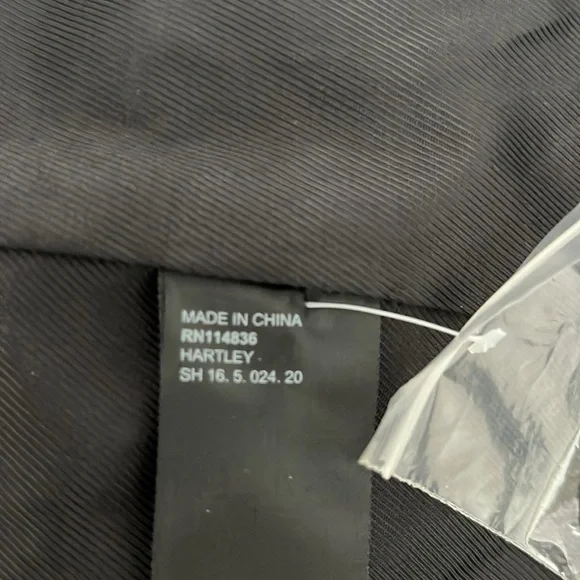 MADE IN CHINA
RN114836
HARTLEY
SH 16. 5. 024. 20